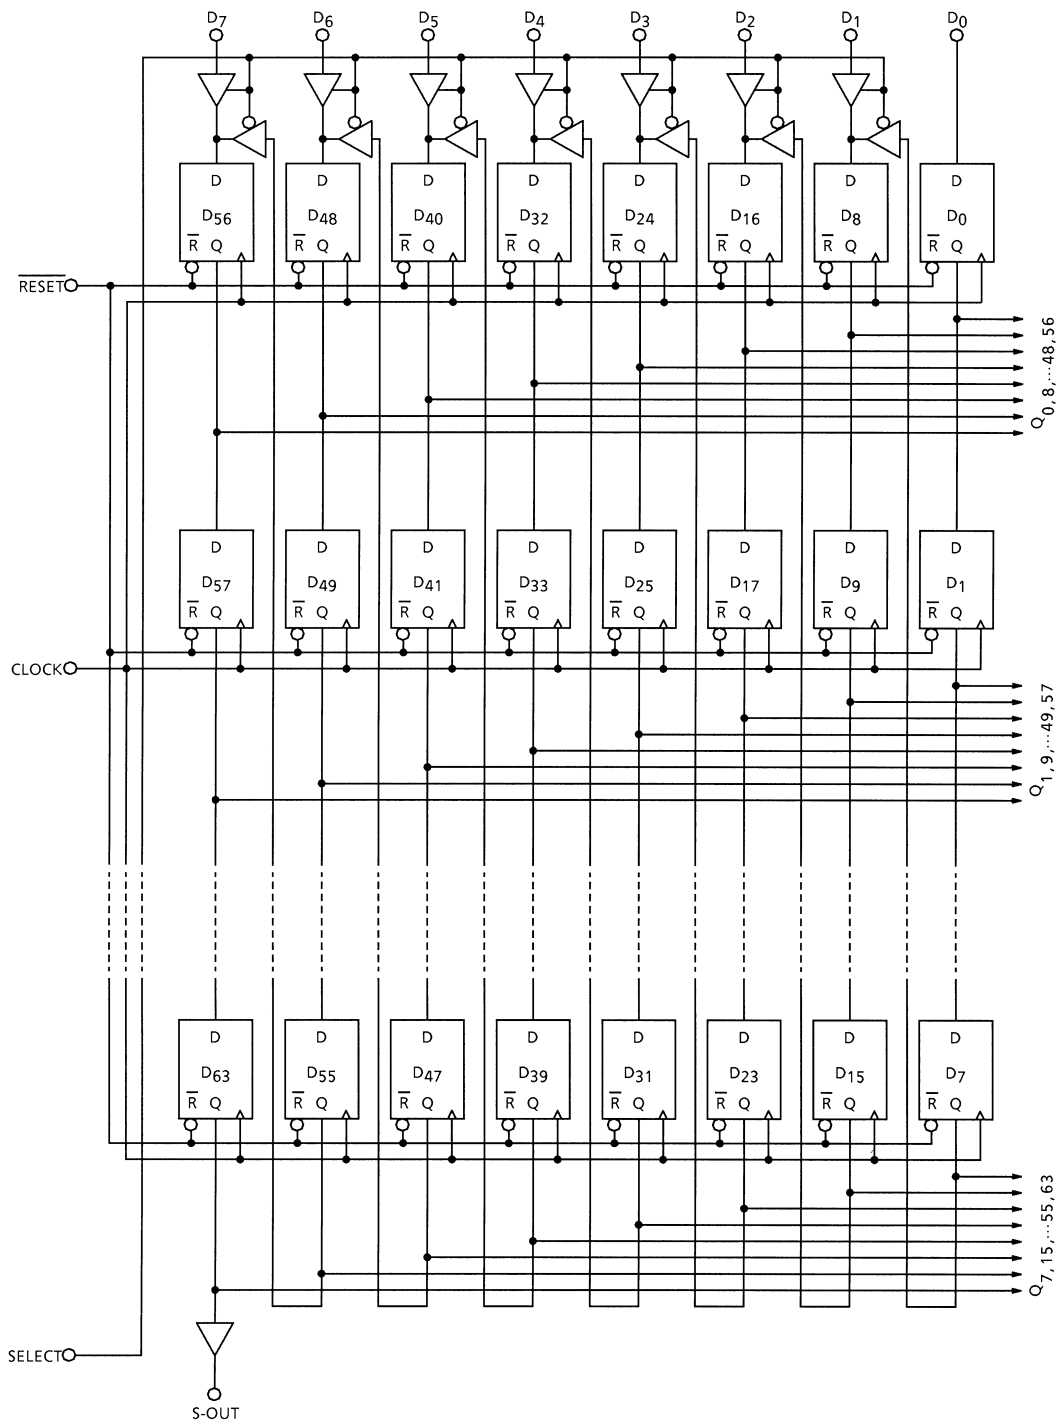 D7 D6 D5 D4 D3 D2 D1 D0
D D D D D D D D
D56 D48 D40 D32 D24 D16 D8 D0
R̅ Q R̅ Q R̅ Q R̅ Q R̅ Q R̅ Q R̅ Q R̅ Q
R̅E̅S̅E̅T̅
Q0,8,···48,56
D D D D D D D D
D57 D49 D41 D33 D25 D17 D9 D1
R̅ Q R̅ Q R̅ Q R̅ Q R̅ Q R̅ Q R̅ Q R̅ Q
CLOCK
Q1,9,···49,57
D D D D D D D D
D63 D55 D47 D39 D31 D23 D15 D7
R̅ Q R̅ Q R̅ Q R̅ Q R̅ Q R̅ Q R̅ Q R̅ Q
Q7,15,···55,63
SELECT
S-OUT